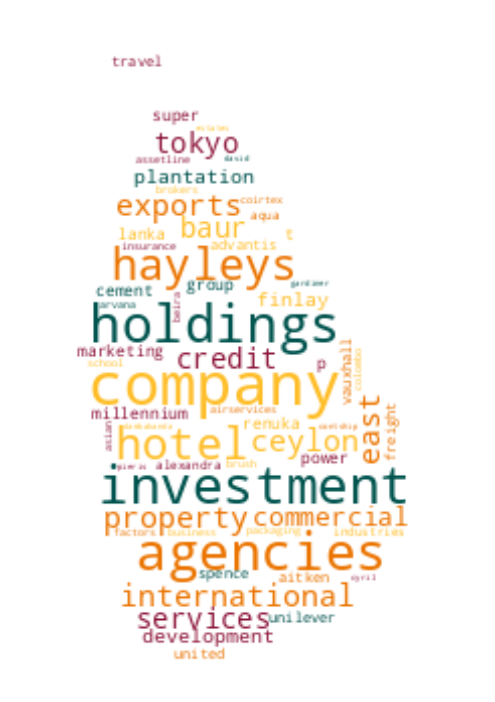 travel
super
estates
tokyo
assetline david
plantation
brokers
exports coirtex
aqua
lanka baur t
insurance advantis
hayleys
cement group gardiner
arvana beira finlay
holdings
marketing credit p vauxhall
school colombo
company
millennium airservices
asian renuka east freight
hotel ceylon
pieris alexandra brush power
investment
property commercial
factors business packaging industries
agencies
spence aitken cyril
international
services unilever
development
united